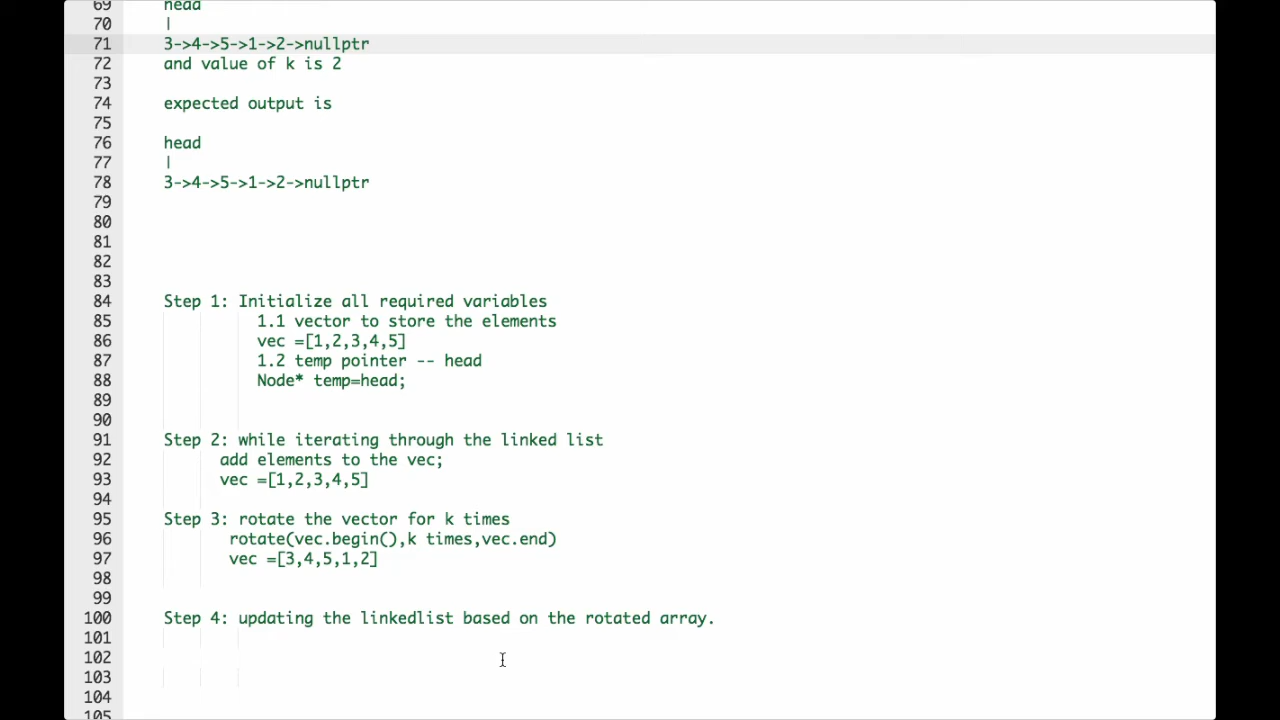 69 head
70 |
71 3->4->5->1->2->nullptr
72 and value of k is 2
73
74 expected output is
75
76 head
77 |
78 3->4->5->1->2->nullptr
79
80
81
82
83
84 Step 1: Initialize all required variables
85 1.1 vector to store the elements
86 vec =[1,2,3,4,5]
87 1.2 temp pointer -- head
88 Node* temp=head;
89
90
91 Step 2: while iterating through the linked list
92 add elements to the vec;
93 vec =[1,2,3,4,5]
94
95 Step 3: rotate the vector for k times
96 rotate(vec.begin(),k times,vec.end)
97 vec =[3,4,5,1,2]
98
99
100 Step 4: updating the linkedlist based on the rotated array.
101
102
103
104
105